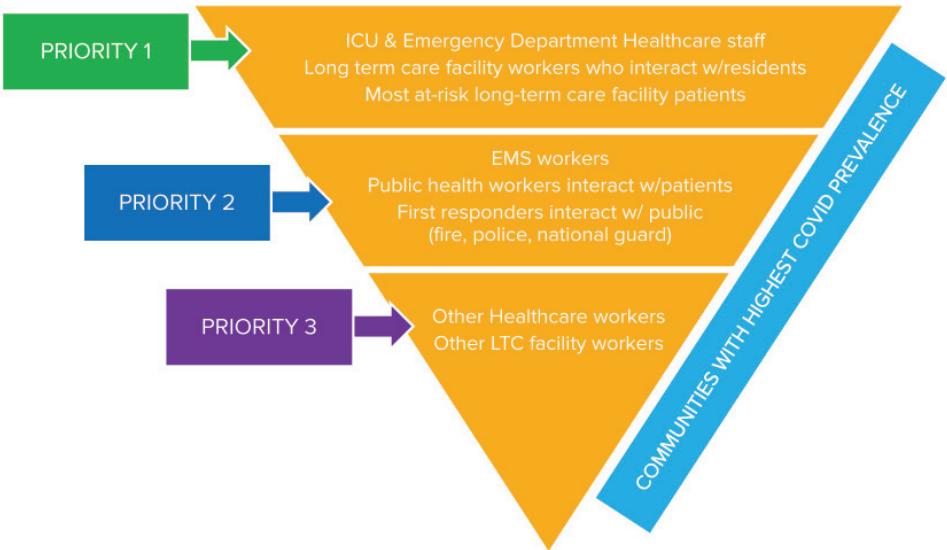 PRIORITY 1
ICU & Emergency Department Healthcare staff
Long term care facility workers who interact w/residents
Most at-risk long-term care facility patients
PRIORITY 2
EMS workers
Public health workers interact w/patients
First responders interact w/ public
(fire, police, national guard)
PRIORITY 3
Other Healthcare workers
Other LTC facility workers
COMMUNITIES WITH HIGHEST COVID PREVALENCE